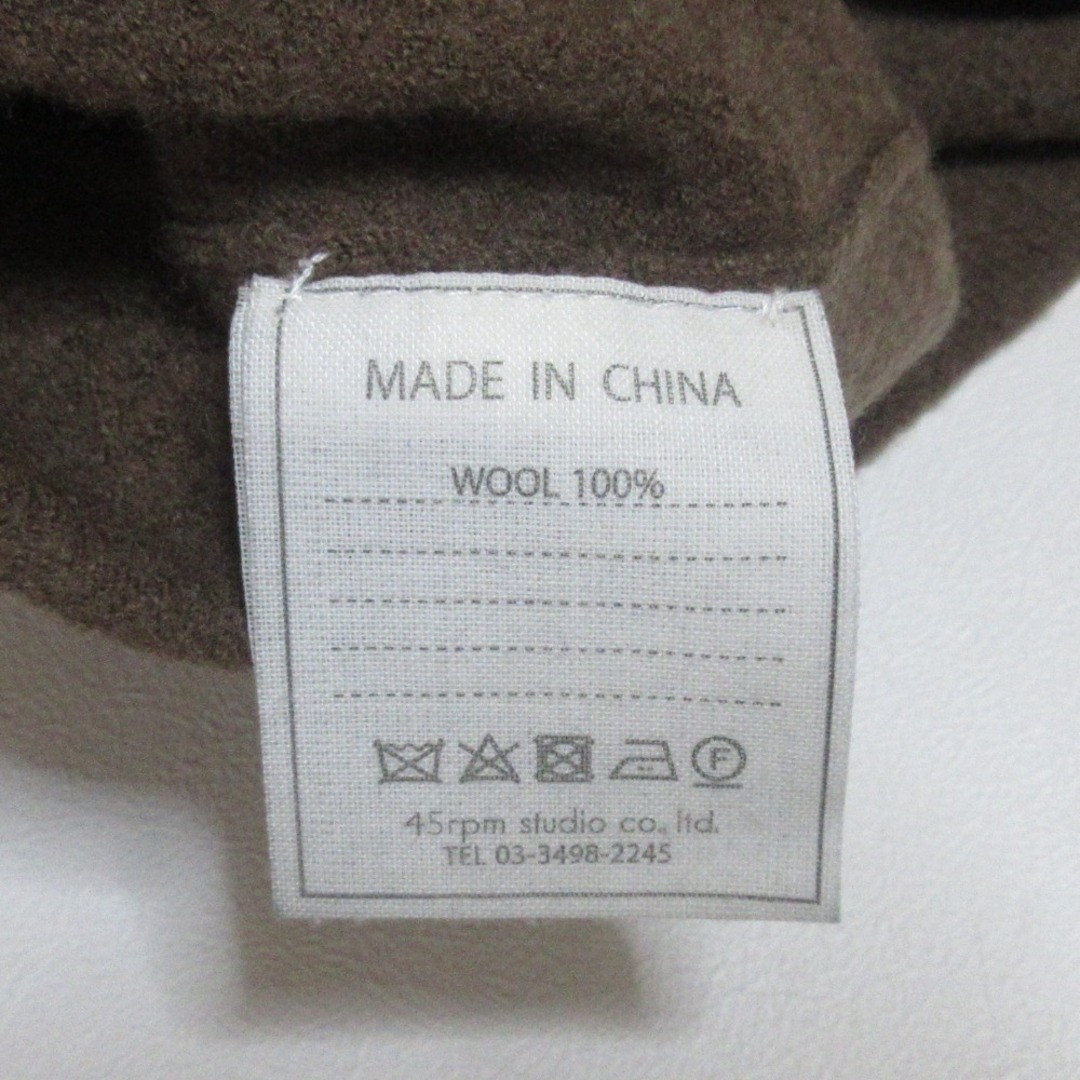 MADE IN CHINA
WOOL 100%
F
45rpm studio co., ltd.
TEL 03-3498-2245